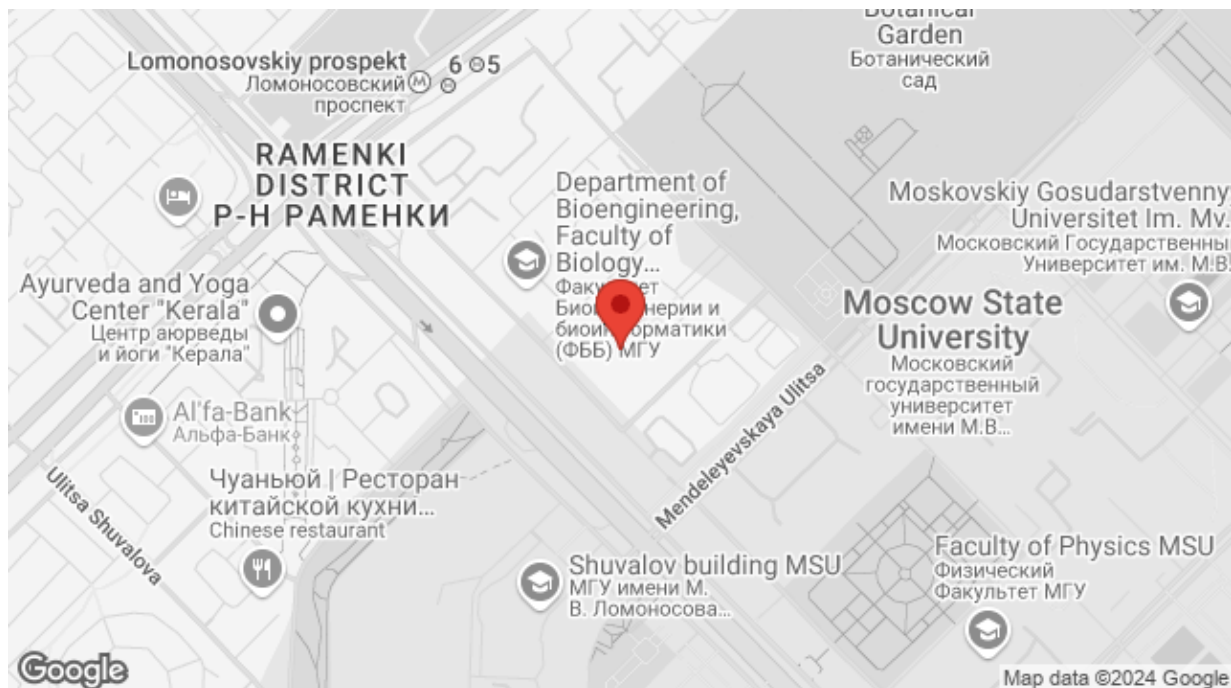 Botanical
Garden
Ботанический
сад
Lomonosovskiy prospekt
Ломоносовский
проспект
6
5
RAMENKI
DISTRICT
Р-Н РАМЕНКИ
Department of
Bioengineering,
Faculty of
Biology...
биоинформатики
(ФББ) МГУ
Moskovskiy Gosudarstvenny
Universitet Im. Mv.
Московский Государственны
Университет им. М.В.
Ayurveda and Yoga
Center "Kerala"
Центр аюрведы
и йоги "Керала"
Moscow State
University
Московский
государственный
университет
имени М.В...
Al'fa-Bank
Альфа-Банк
Mendeleyevskaya Ulitsa
Ulitsa Shuvalova
Чуаньюй | Ресторан
китайской кухни...
Chinese restaurant
Shuvalov building MSU
МГУ имени М.
В. Ломоносова...
Faculty of Physics MSU
Физический
Факультет МГУ
Google
Map data ©2024 Google